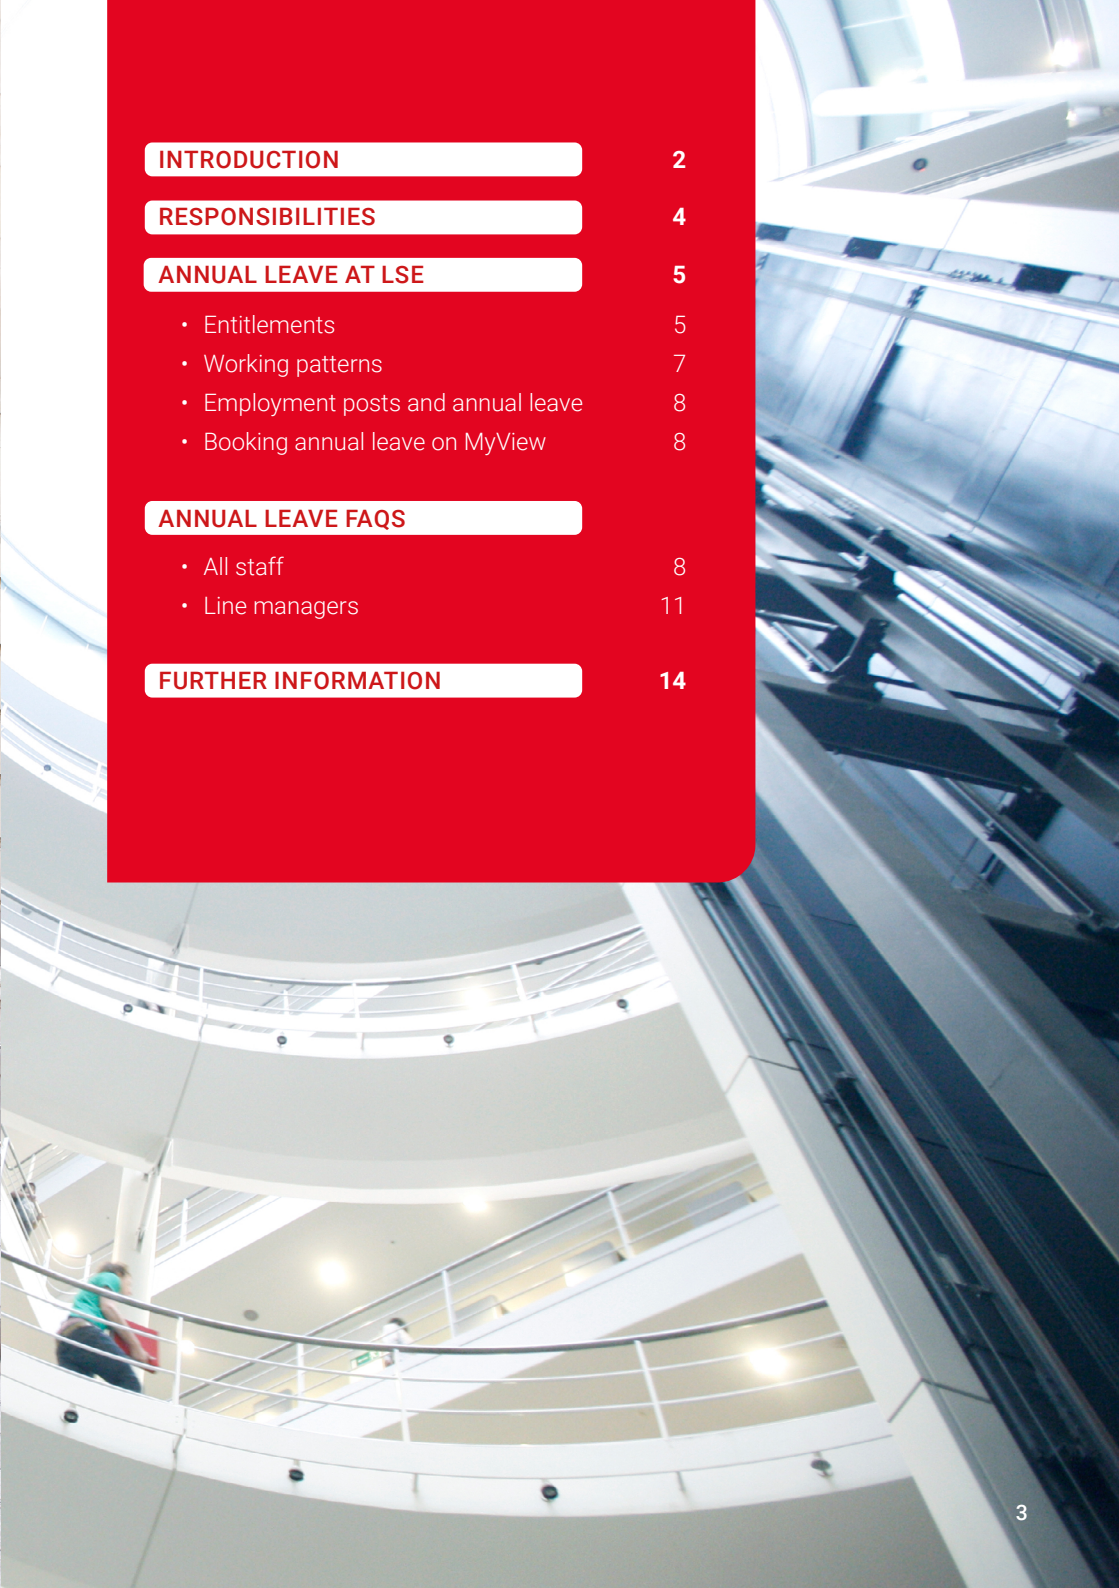 INTRODUCTION 2
RESPONSIBILITIES 4
ANNUAL LEAVE AT LSE 5
• Entitlements 5
• Working patterns 7
• Employment posts and annual leave 8
• Booking annual leave on MyView 8
ANNUAL LEAVE FAQS
• All staff 8
• Line managers 11
FURTHER INFORMATION 14
3